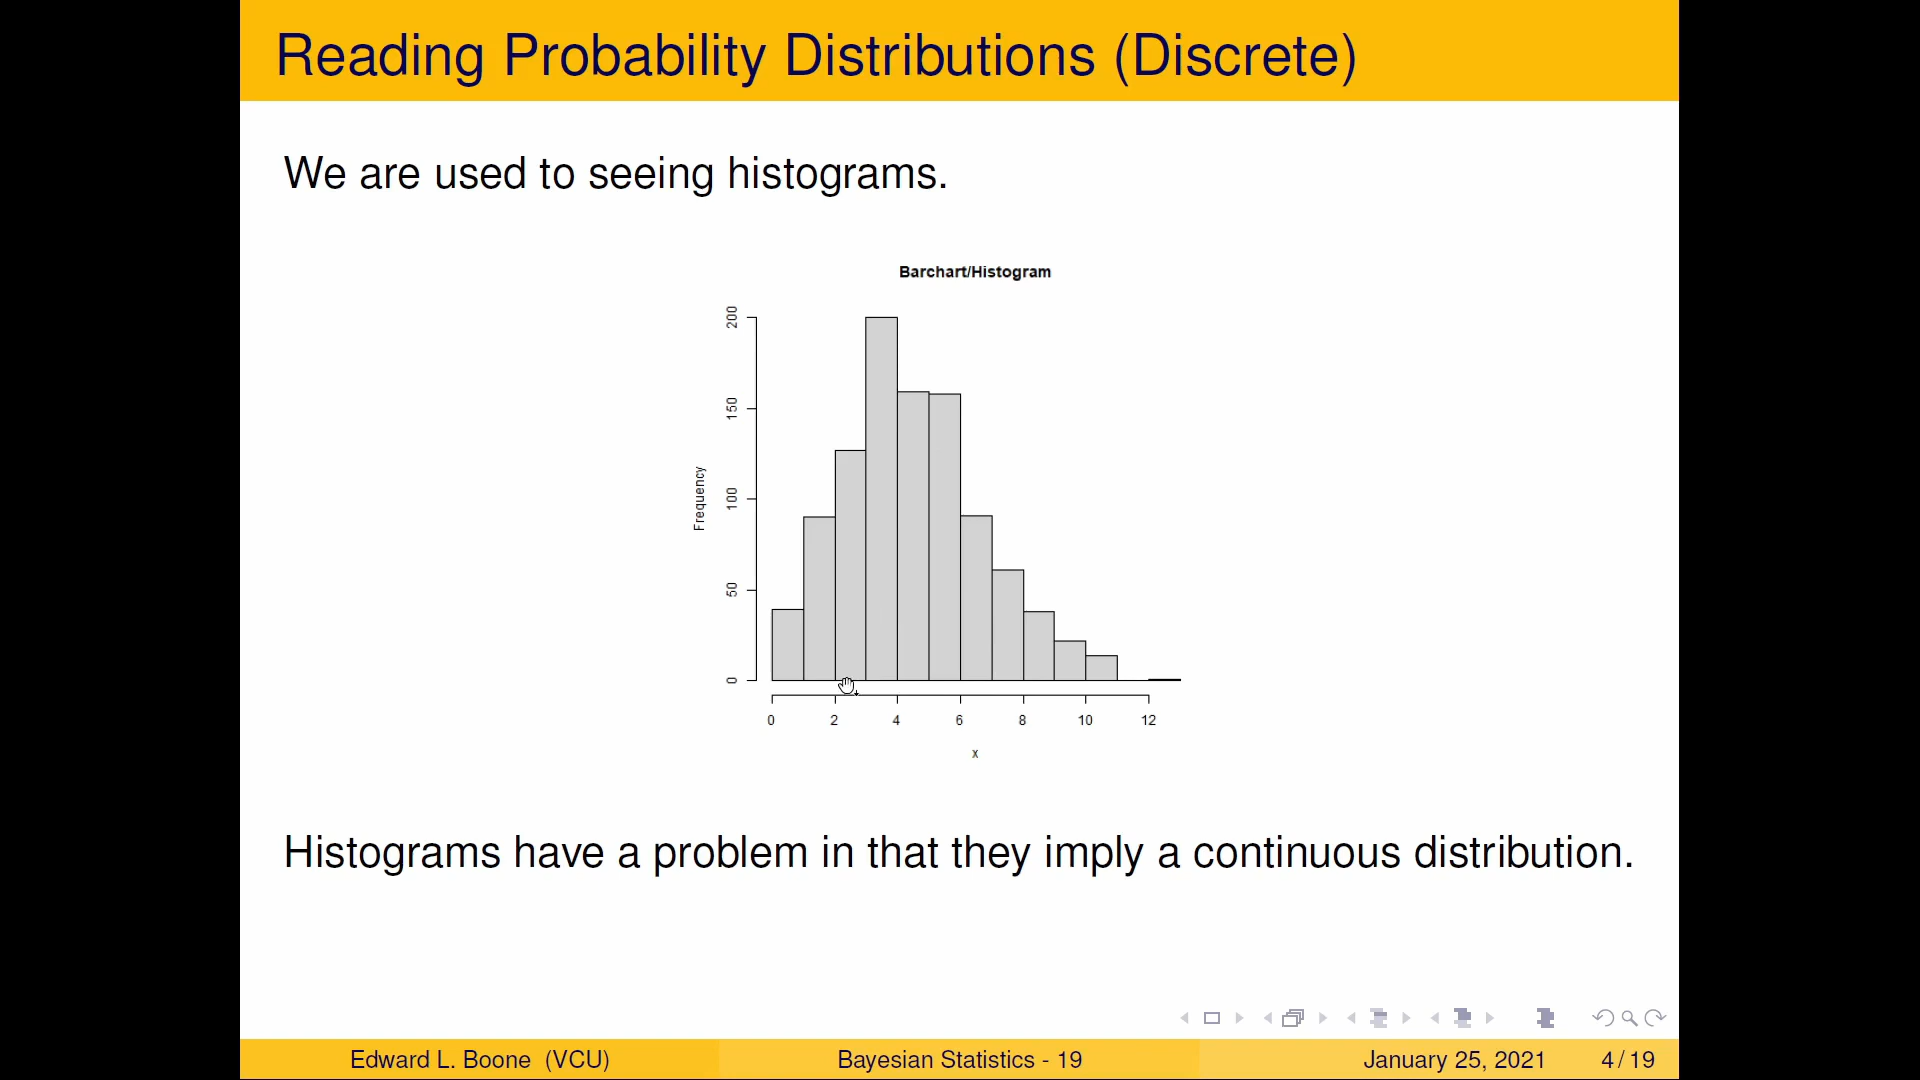 Reading Probability Distributions (Discrete)
We are used to seeing histograms.
Barchart/Histogram
200
150
100
50
0
Frequency
0 2 4 6 8 10 12
x
Histograms have a problem in that they imply a continuous distribution.
Edward L. Boone (VCU) Bayesian Statistics - 19 January 25, 2021 4 / 19